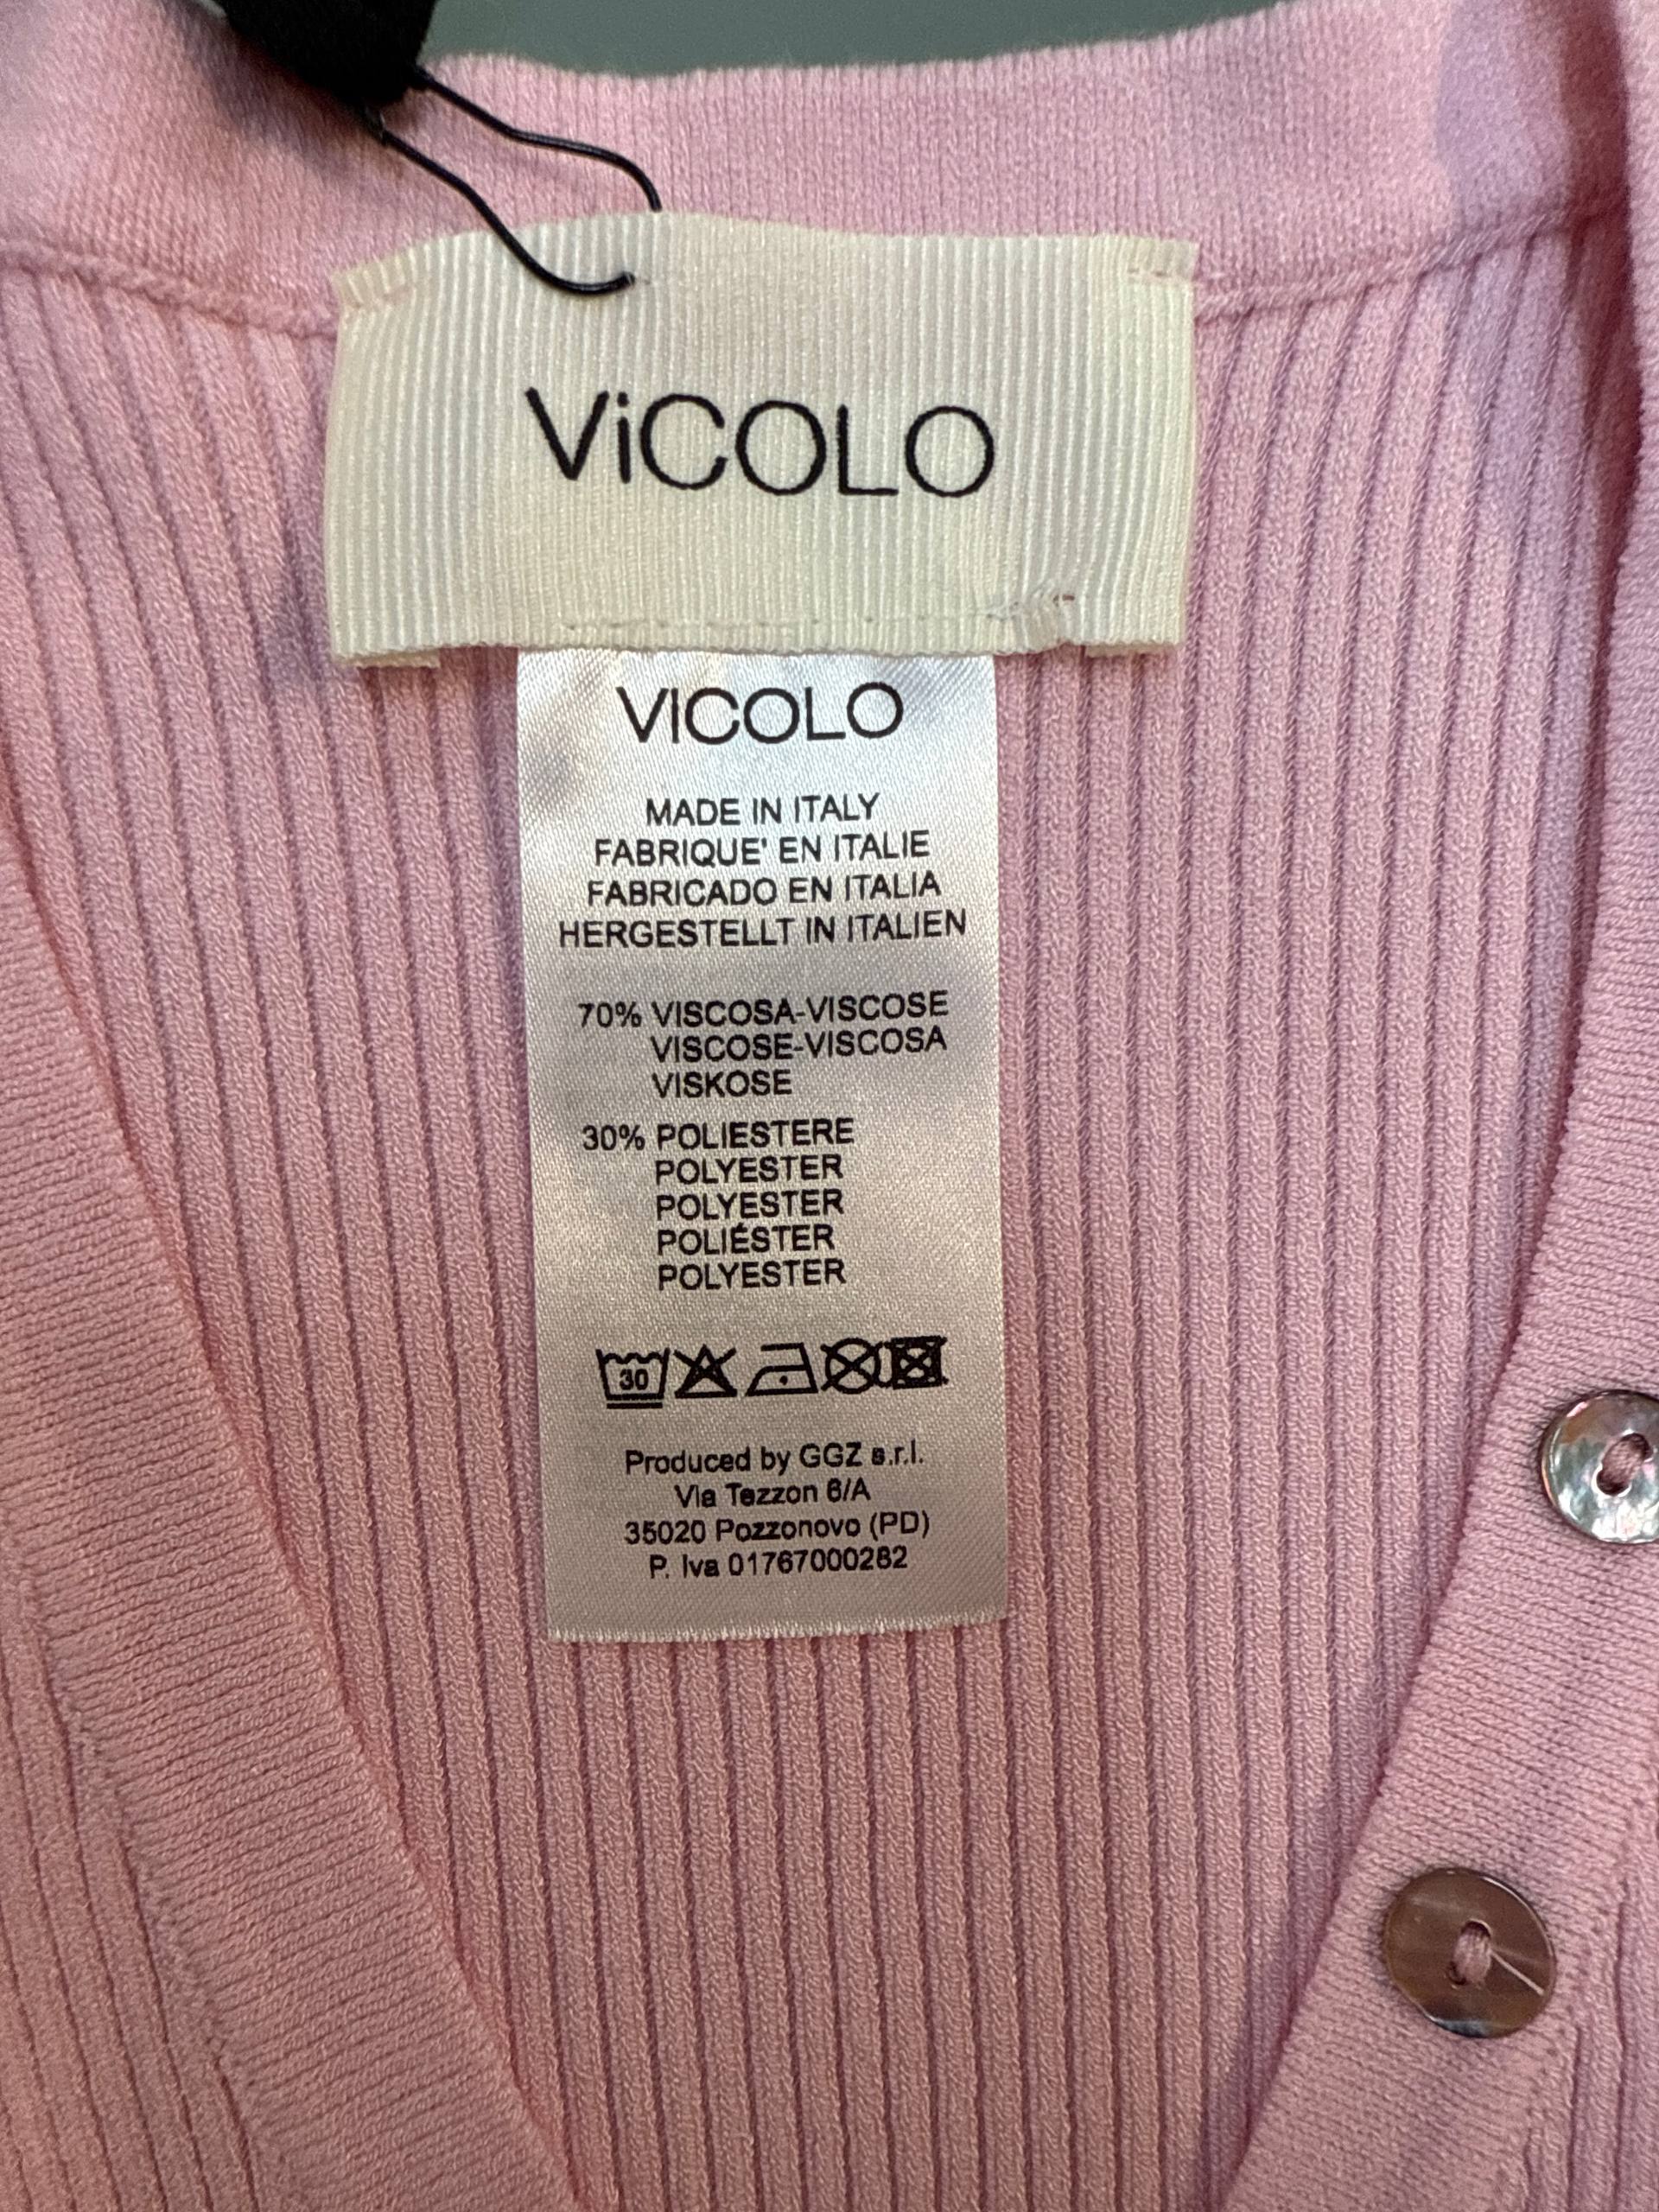 ViCOLO
VICOLO
MADE IN ITALY
FABRIQUE' EN ITALIE
FABRICADO EN ITALIA
HERGESTELLT IN ITALIEN
70% VISCOSA-VISCOSE
VISCOSE-VISCOSA
VISKOSE
30% POLIESTERE
POLYESTER
POLYESTER
POLIÉSTER
POLYESTER
30
Produced by GGZ s.r.l.
Via Tezzon 6/A
35020 Pozzonovo (PD)
P. Iva 01767000282